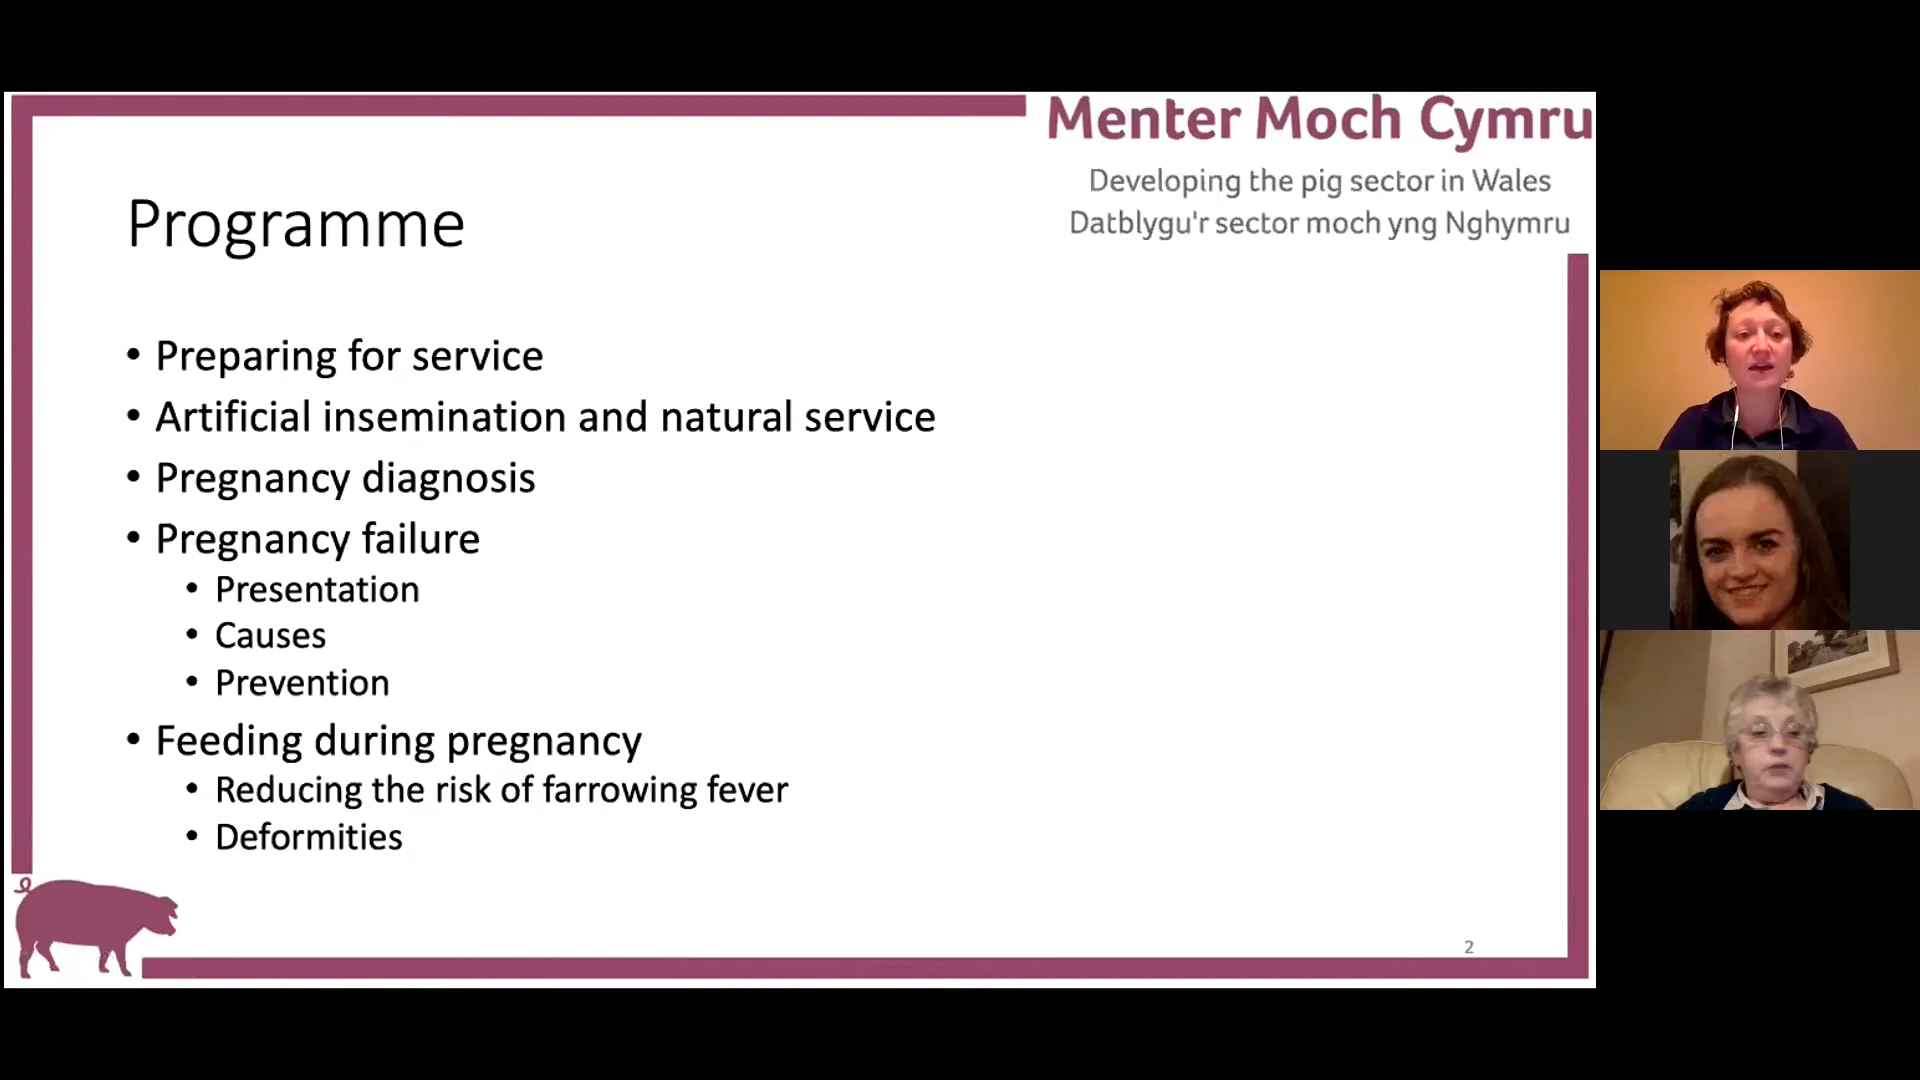 Menter Moch Cymru
Developing the pig sector in Wales
Datblygu'r sector moch yng Nghymru
Programme
• Preparing for service
• Artificial insemination and natural service
• Pregnancy diagnosis
• Pregnancy failure
• Presentation
• Causes
• Prevention
• Feeding during pregnancy
• Reducing the risk of farrowing fever
• Deformities
2